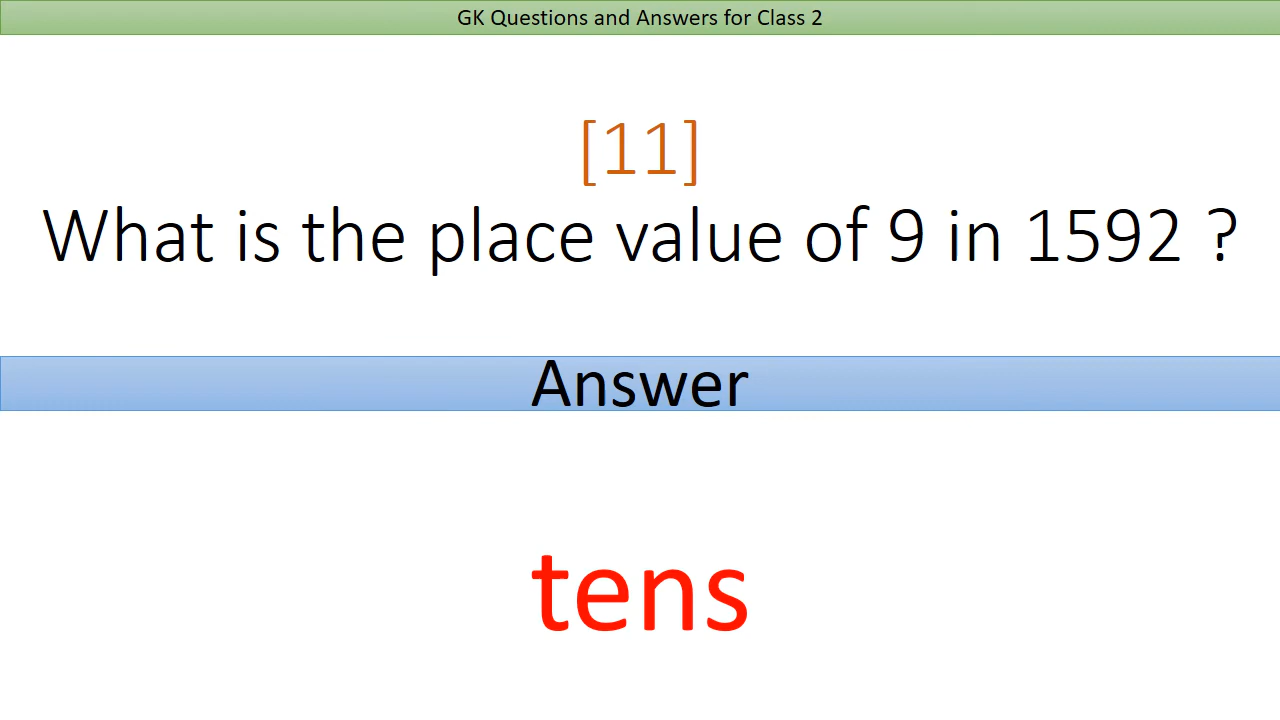 GK Questions and Answers for Class 2
[11]
What is the place value of 9 in 1592 ?
Answer
tens